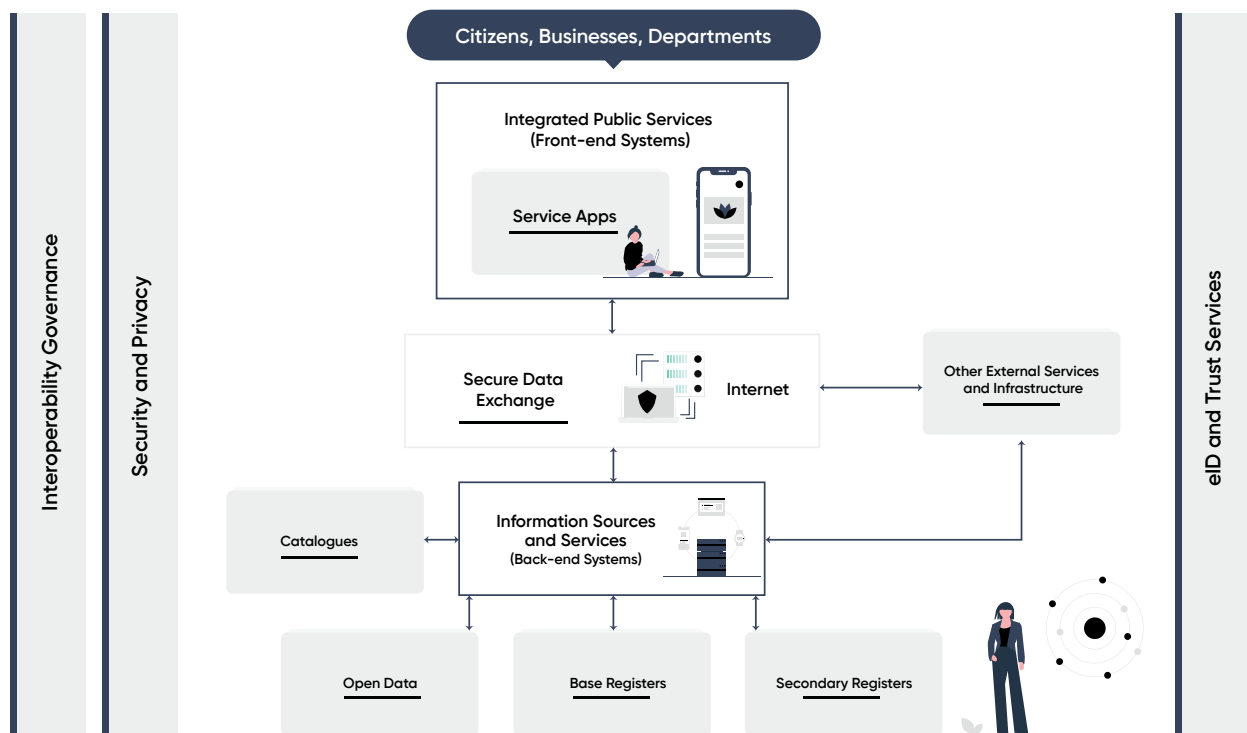 Citizens, Businesses, Departments
Integrated Public Services
(Front-end Systems)
Service Apps
Interoperability Governance
Security and Privacy
eID and Trust Services
Secure Data
Exchange
Internet
Other External Services
and Infrastructure
Information Sources
and Services
(Back-end Systems)
Catalogues
Open Data
Base Registers
Secondary Registers